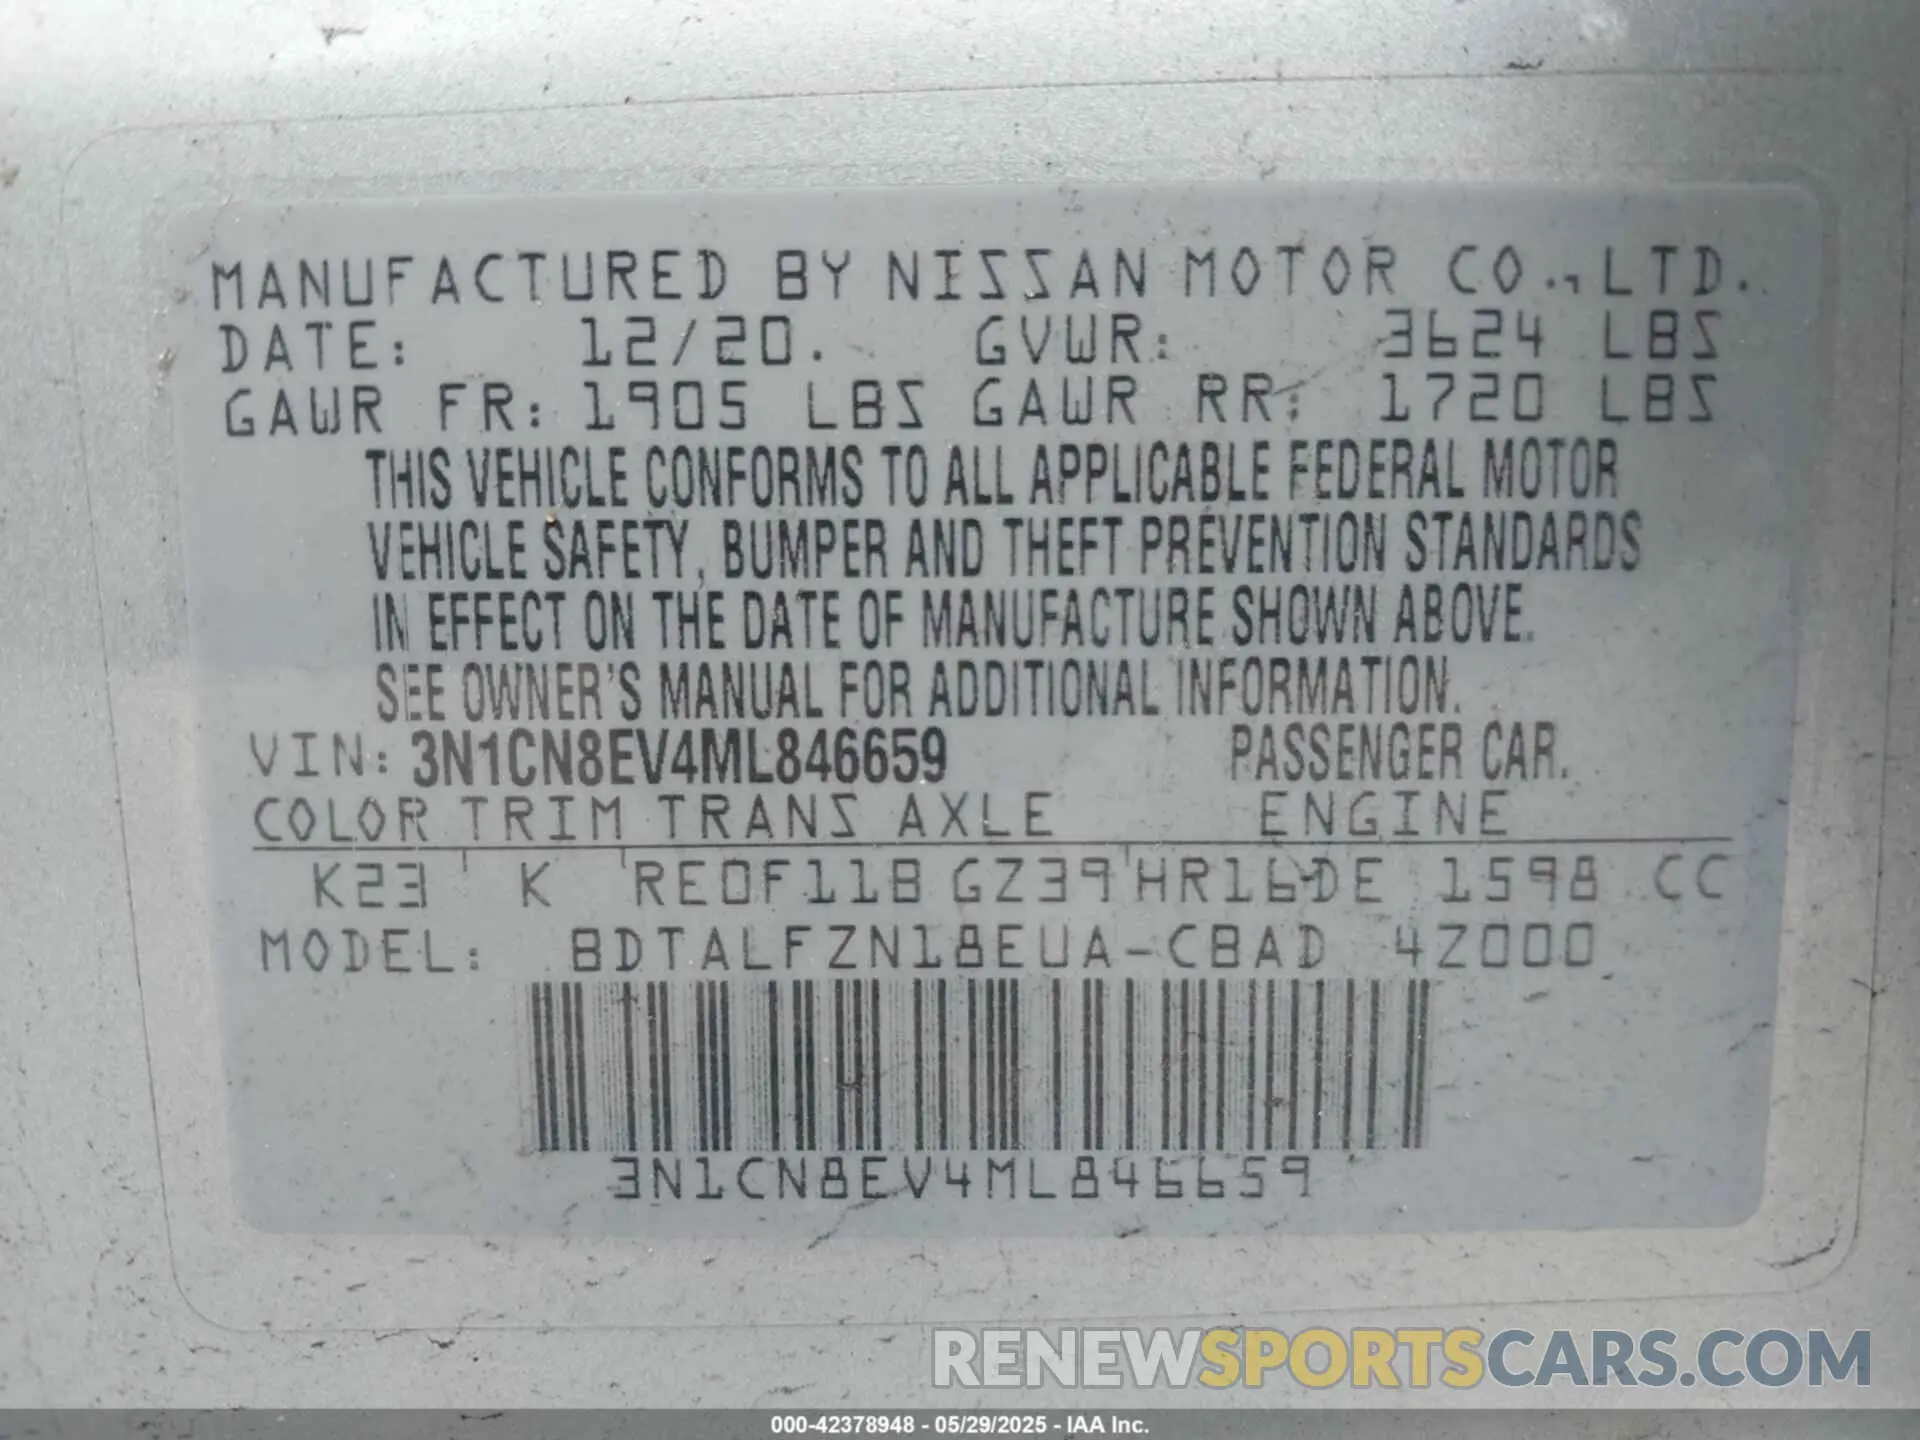 MANUFACTURED BY NISSAN MOTOR CO., LTD.
DATE: 12/20. GVWR: 3624 LBS
GAWR FR: 1905 LBS GAWR RR: 1720 LBS
THIS VEHICLE CONFORMS TO ALL APPLICABLE FEDERAL MOTOR
VEHICLE SAFETY, BUMPER AND THEFT PREVENTION STANDARDS
IN EFFECT ON THE DATE OF MANUFACTURE SHOWN ABOVE.
SEE OWNER'S MANUAL FOR ADDITIONAL INFORMATION.
VIN: 3N1CN8EV4ML846659 PASSENGER CAR.
COLOR TRIM TRANS AXLE ENGINE
K23 K RE0F11B GZ39 HR16DE 1598 CC
MODEL: BDTALFZN18EUA-CBAD 4Z000
3N1CN8EV4ML846659
RENEWSPORTSCARS.COM
000-42378948 - 05/29/2025 - IAA Inc.